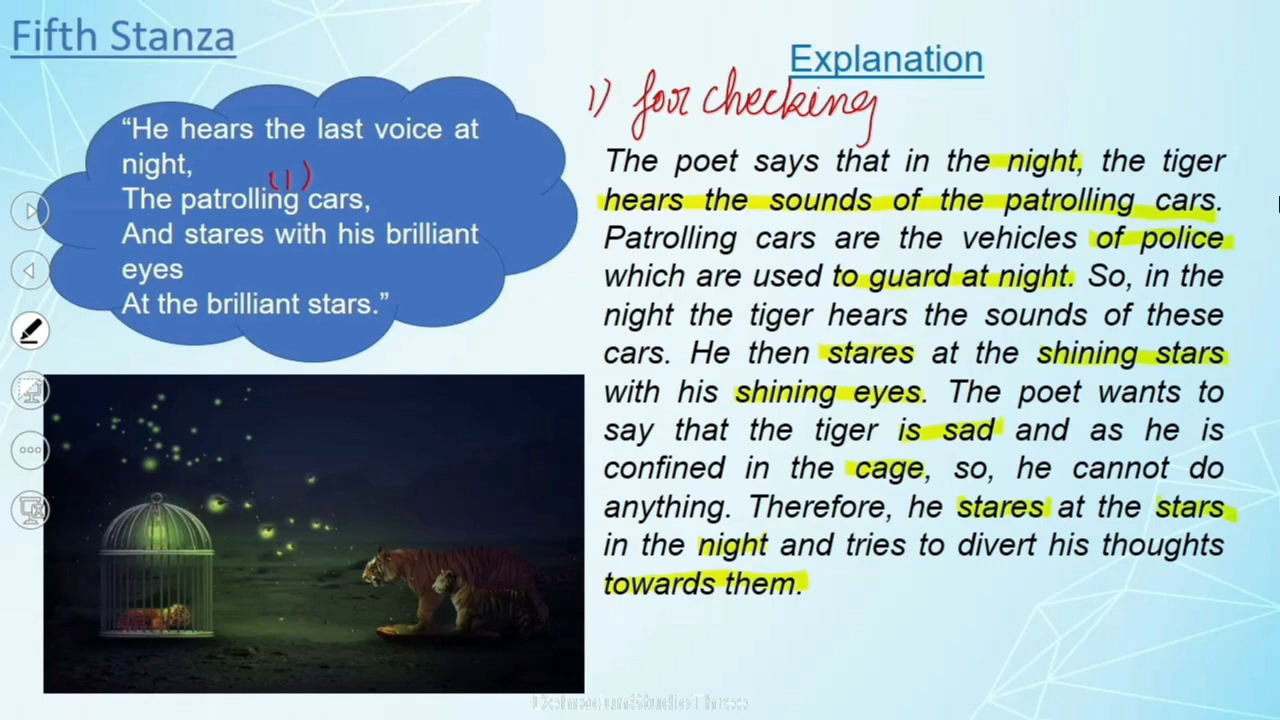 Fifth Stanza
“He hears the last voice at
night,
(1)
The patrolling cars,
And stares with his brilliant
eyes
At the brilliant stars.”
Explanation
1) for checking
The poet says that in the night, the tiger
hears the sounds of the patrolling cars.
Patrolling cars are the vehicles of police
which are used to guard at night. So, in the
night the tiger hears the sounds of these
cars. He then stares at the shining stars
with his shining eyes. The poet wants to
say that the tiger is sad and as he is
confined in the cage, so, he cannot do
anything. Therefore, he stares at the stars
in the night and tries to divert his thoughts
towards them.